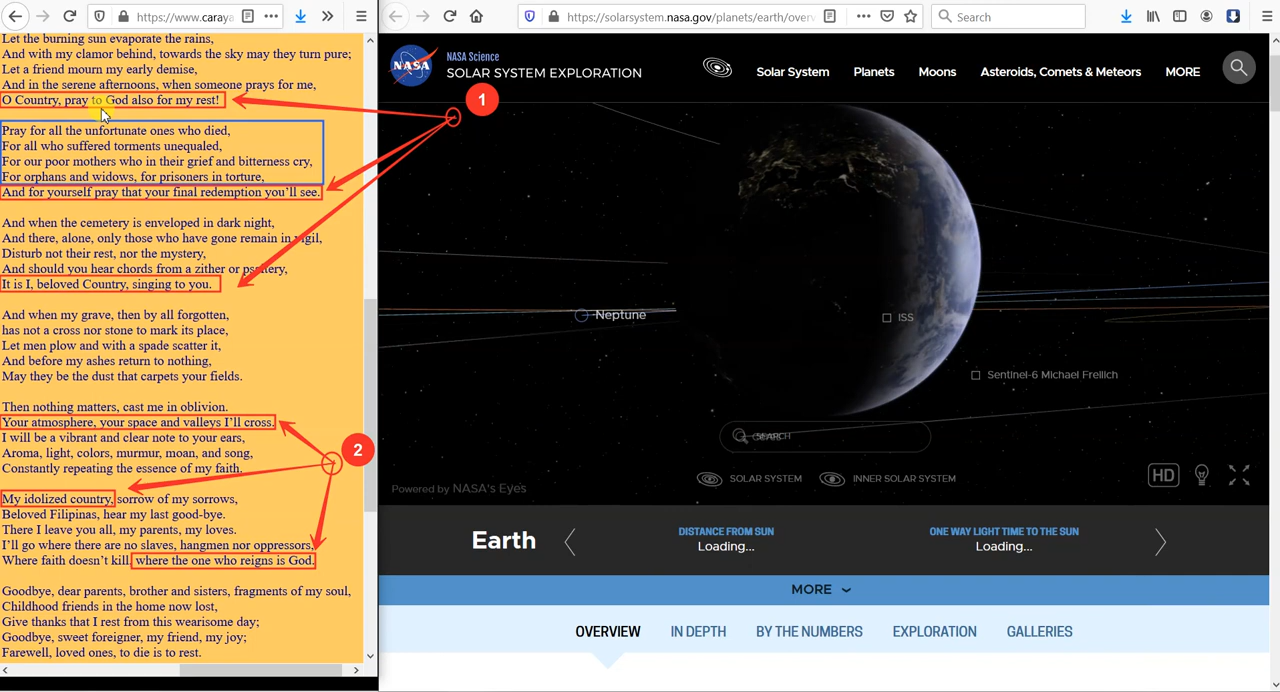 https://www.caraya
Let the burning sun evaporate the rains,
And with my clamor behind, towards the sky may they turn pure;
Let a friend mourn my early demise,
And in the serene afternoons, when someone prays for me,
O Country, pray to God also for my rest!
Pray for all the unfortunate ones who died,
For all who suffered torments unequaled,
For our poor mothers who in their grief and bitterness cry,
For orphans and widows, for prisoners in torture,
And for yourself pray that your final redemption you'll see.
And when the cemetery is enveloped in dark night,
And there, alone, only those who have gone remain in vigil,
Disturb not their rest, nor the mystery,
And should you hear chords from a zither or psaltery,
It is I, beloved Country, singing to you.
And when my grave, then by all forgotten,
has not a cross nor stone to mark its place,
Let men plow and with a spade scatter it,
And before my ashes return to nothing,
May they be the dust that carpets your fields.
Then nothing matters, cast me in oblivion.
Your atmosphere, your space and valleys I'll cross.
I will be a vibrant and clear note to your ears,
Aroma, light, colors, murmur, moan, and song,
Constantly repeating the essence of my faith.
My idolized country, sorrow of my sorrows,
Beloved Filipinas, hear my last good-bye.
There I leave you all, my parents, my loves.
I'll go where there are no slaves, hangmen nor oppressors,
Where faith doesn't kill, where the one who reigns is God.
Goodbye, dear parents, brother and sisters, fragments of my soul,
Childhood friends in the home now lost,
Give thanks that I rest from this wearisome day;
Goodbye, sweet foreigner, my friend, my joy;
Farewell, loved ones, to die is to rest.
1
2
https://solarsystem.nasa.gov/planets/earth/over
Search
NASA
NASA Science
SOLAR SYSTEM EXPLORATION
Solar System
Planets
Moons
Asteroids, Comets & Meteors
MORE
Neptune
ISS
Sentinel-6 Michael Freilich
SEARCH
SOLAR SYSTEM
INNER SOLAR SYSTEM
HD
Powered by NASA's Eyes
Earth
DISTANCE FROM SUN
Loading...
ONE WAY LIGHT TIME TO THE SUN
Loading...
MORE
OVERVIEW
IN DEPTH
BY THE NUMBERS
EXPLORATION
GALLERIES